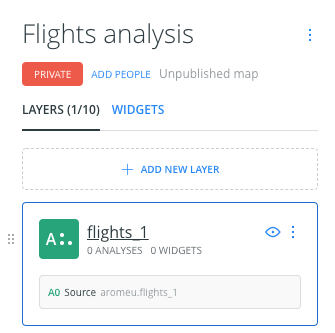 Flights analysis
PRIVATE ADD PEOPLE Unpublished map
LAYERS (1/10) WIDGETS
ADD NEW LAYER
A flights_1
0 ANALYSES 0 WIDGETS
A0 Source aromeu.flights_1